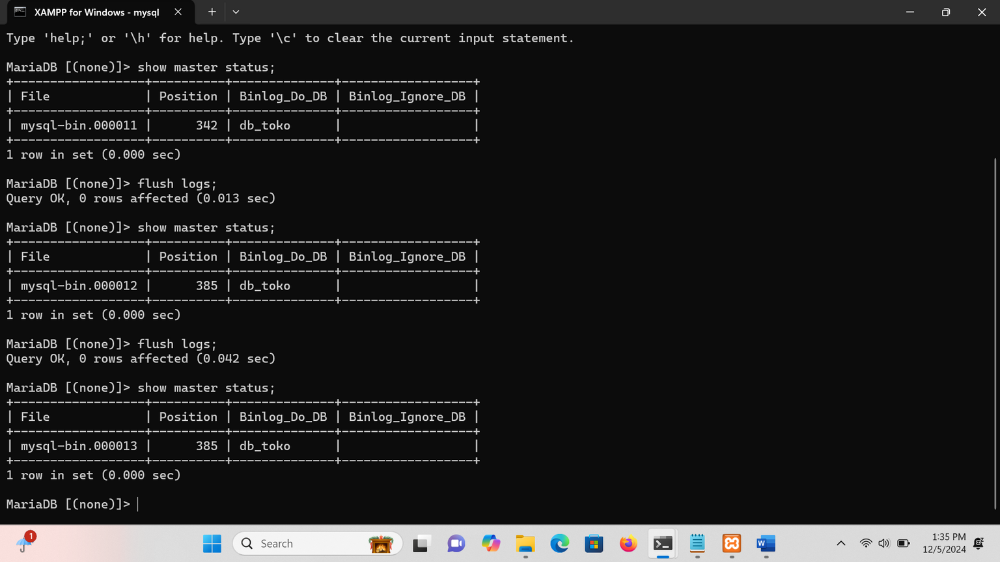 XAMPP for Windows - mysql
Type 'help;' or '\h' for help. Type '\c' to clear the current input statement.
MariaDB [(none)]> show master status;
+------------------+----------+--------------+------------------+
| File             | Position | Binlog_Do_DB | Binlog_Ignore_DB |
+------------------+----------+--------------+------------------+
| mysql-bin.000011 |      342 | db_toko      |                  |
+------------------+----------+--------------+------------------+
1 row in set (0.000 sec)
MariaDB [(none)]> flush logs;
Query OK, 0 rows affected (0.013 sec)
MariaDB [(none)]> show master status;
+------------------+----------+--------------+------------------+
| File             | Position | Binlog_Do_DB | Binlog_Ignore_DB |
+------------------+----------+--------------+------------------+
| mysql-bin.000012 |      385 | db_toko      |                  |
+------------------+----------+--------------+------------------+
1 row in set (0.000 sec)
MariaDB [(none)]> flush logs;
Query OK, 0 rows affected (0.042 sec)
MariaDB [(none)]> show master status;
+------------------+----------+--------------+------------------+
| File             | Position | Binlog_Do_DB | Binlog_Ignore_DB |
+------------------+----------+--------------+------------------+
| mysql-bin.000013 |      385 | db_toko      |                  |
+------------------+----------+--------------+------------------+
1 row in set (0.000 sec)
MariaDB [(none)]>
1
Search
W
1:35 PM
12/5/2024